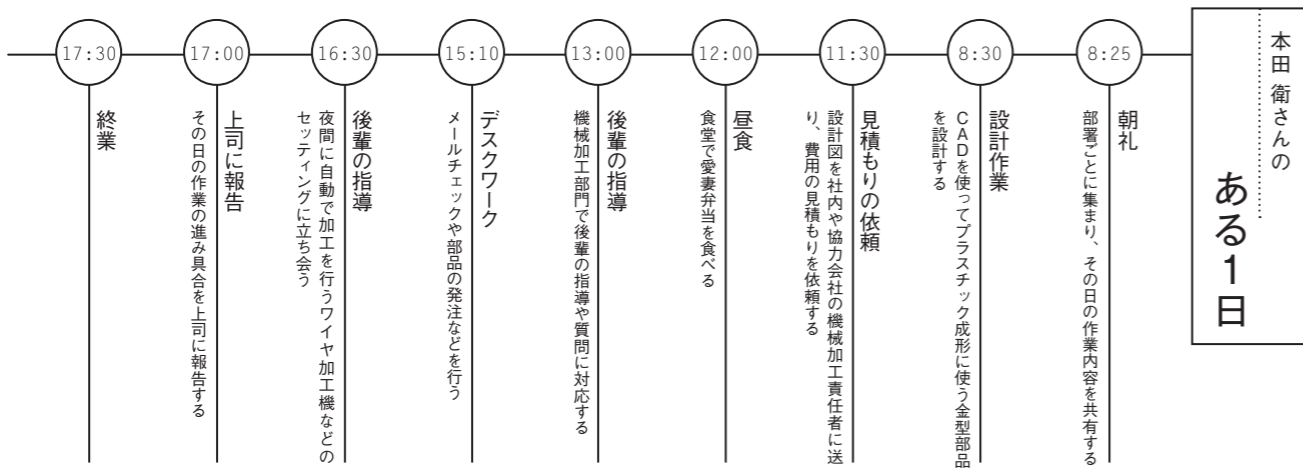 本田 衛さんの
ある1日
8:25
朝礼
部署ごとに集まり、その日の作業内容を共有する
8:30
設計作業
CADを使ってプラスチック成形に使う金型部品
を設計する
11:30
見積もりの依頼
設計図を社内や協力会社の機械加工責任者に送
り、費用の見積もりを依頼する
12:00
昼食
食堂で愛妻弁当を食べる
13:00
後輩の指導
機械加工部門で後輩の指導や質問に対応する
15:10
デスクワーク
メールチェックや部品の発注などを行う
16:30
後輩の指導
夜間に自動で加工を行うワイヤ加工機などの
セッティングに立ち会う
17:00
上司に報告
その日の作業の進み具合を上司に報告する
17:30
終業